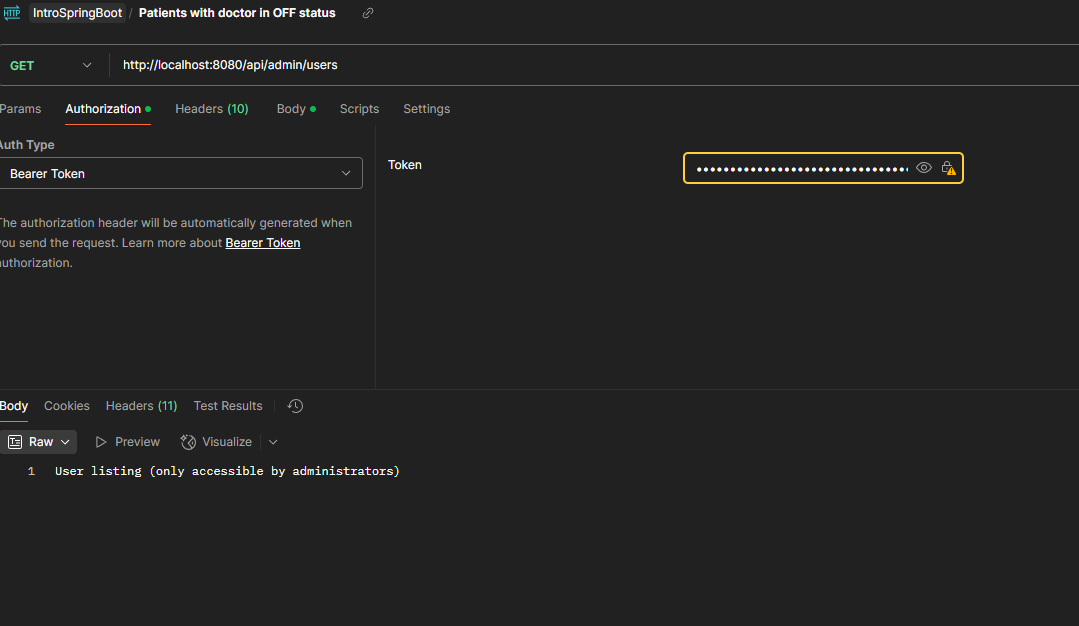 HTTP IntroSpringBoot / Patients with doctor in OFF status
GET http://localhost:8080/api/admin/users
Params Authorization Headers (10) Body Scripts Settings
Auth Type
Bearer Token
Token
The authorization header will be automatically generated when
you send the request. Learn more about Bearer Token
authorization.
Body Cookies Headers (11) Test Results
Raw Preview Visualize
1 User listing (only accessible by administrators)